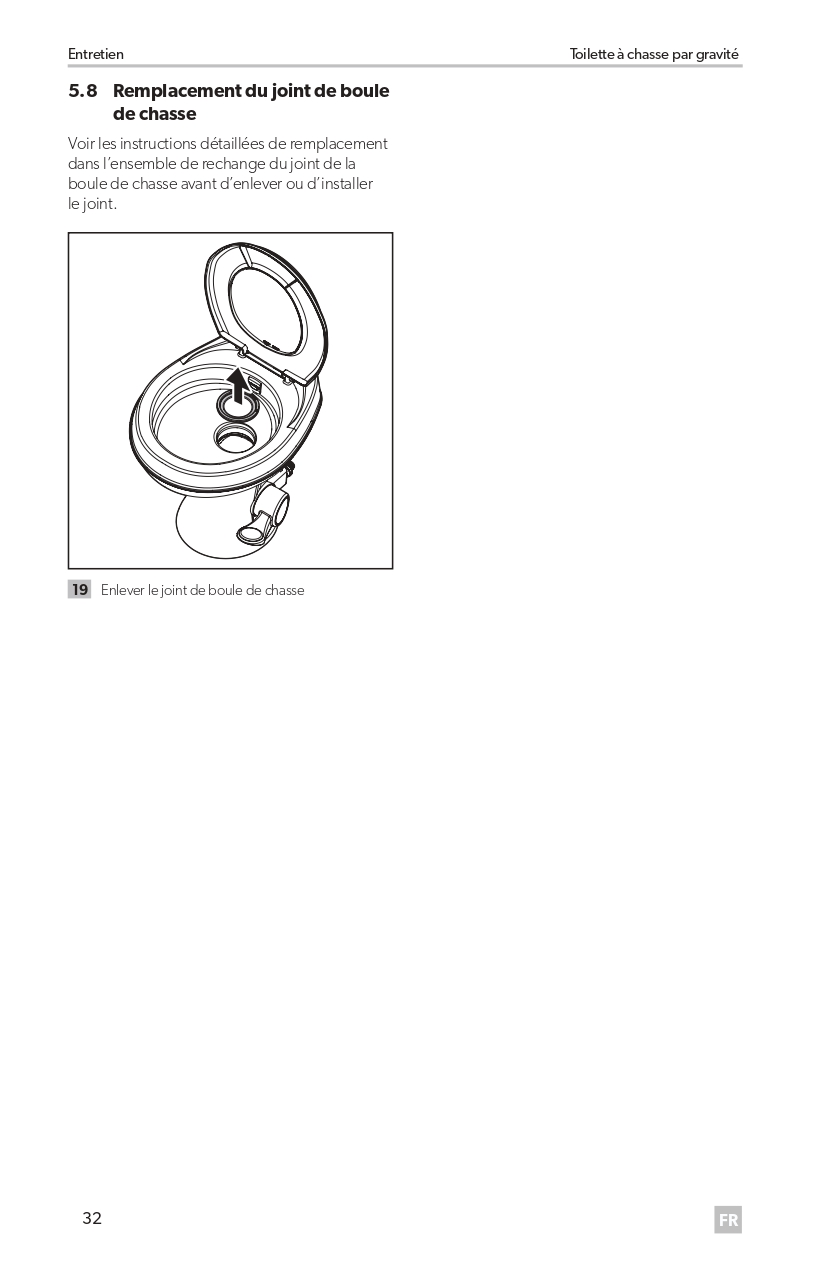 Entretien
Toilette à chasse par gravité
5.8 Remplacement du joint de boule
de chasse
Voir les instructions détaillées de remplacement
dans l’ensemble de rechange du joint de la
boule de chasse avant d’enlever ou d’installer
le joint.
19 Enlever le joint de boule de chasse
32
FR